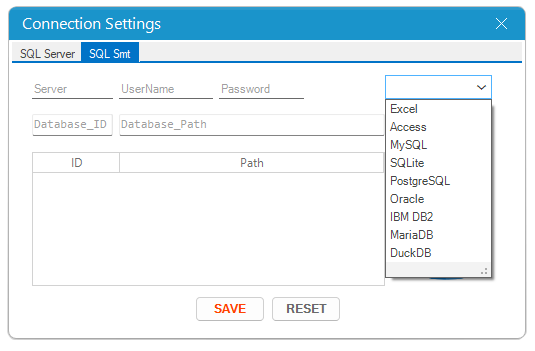 Connection Settings
SQL Server SQL Smt
Server UserName Password
Database_ID Database_Path
ID Path
Excel
Access
MySQL
SQLite
PostgreSQL
Oracle
IBM DB2
MariaDB
DuckDB
SAVE RESET